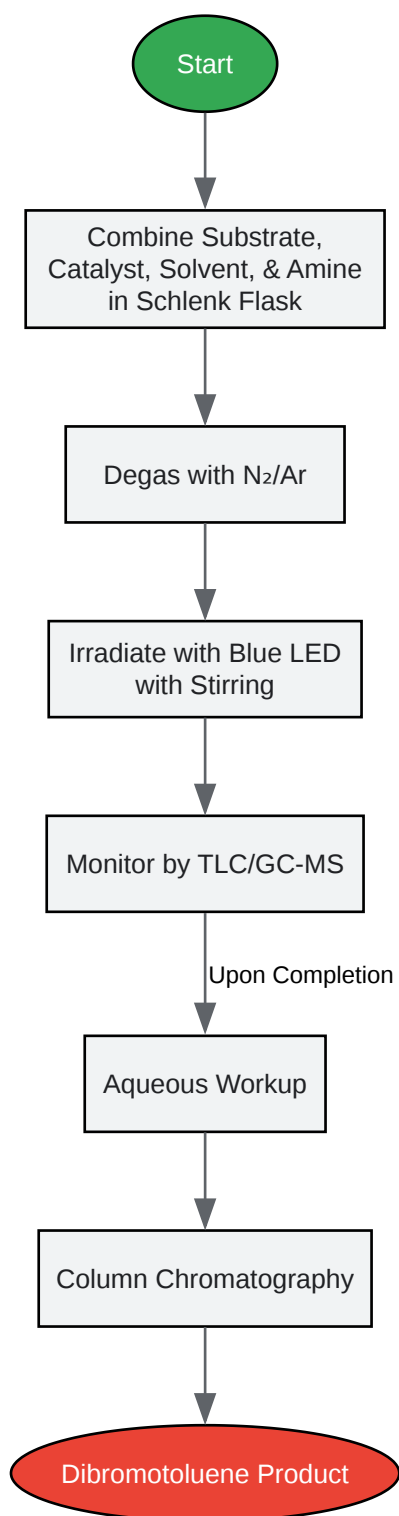 Start
Combine Substrate,
Catalyst, Solvent, & Amine
in Schlenk Flask
Degas with N₂/Ar
Irradiate with Blue LED
with Stirring
Monitor by TLC/GC-MS
Upon Completion
Aqueous Workup
Column Chromatography
Dibromotoluene Product